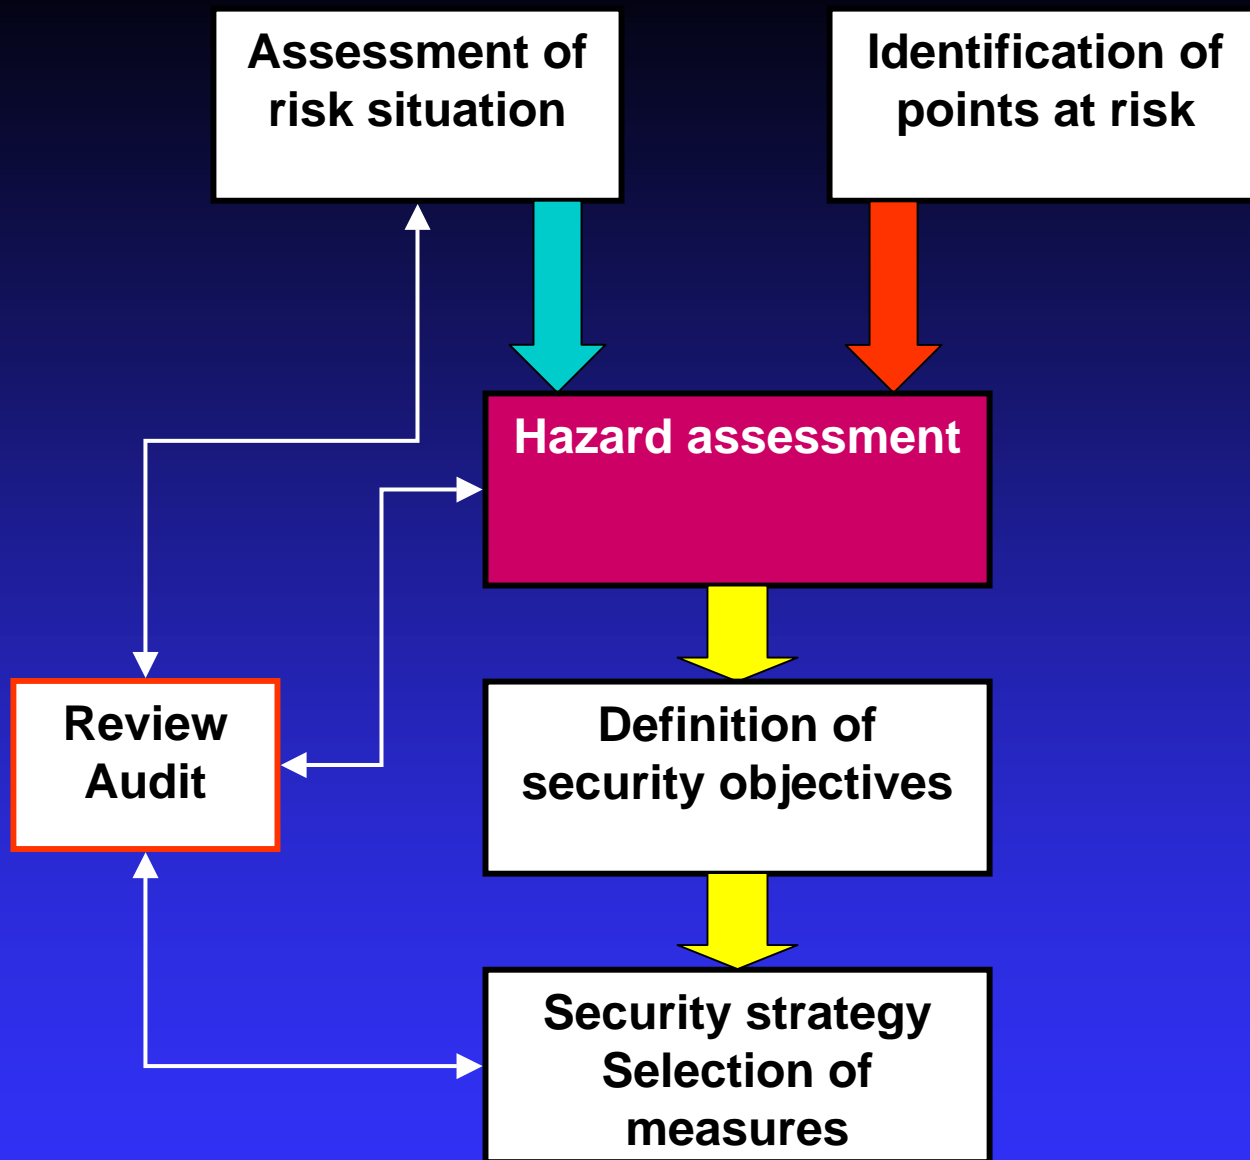 Assessment of
risk situation
Identification of
points at risk
Hazard assessment
Review
Audit
Definition of
security objectives
Security strategy
Selection of
measures